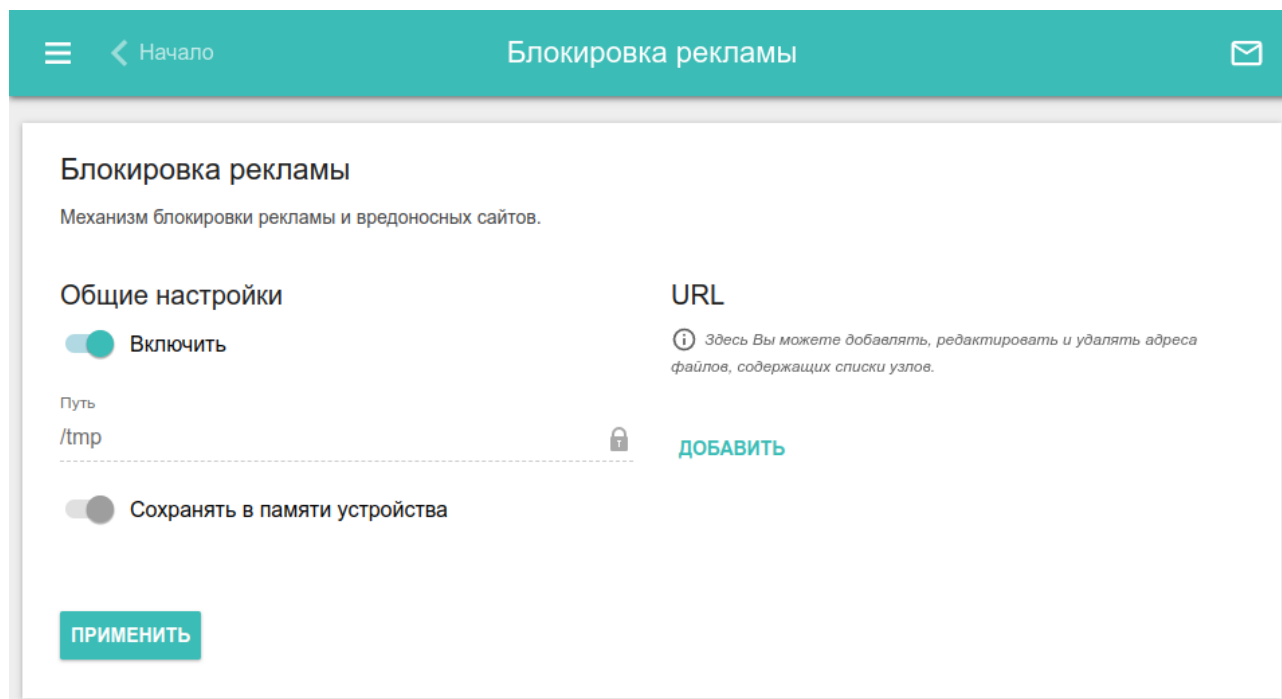 Начало
Блокировка рекламы
Блокировка рекламы
Механизм блокировки рекламы и вредоносных сайтов.
Общие настройки
Включить
Путь
/tmp
Сохранять в памяти устройства
ПРИМЕНИТЬ
URL
Здесь Вы можете добавлять, редактировать и удалять адреса
файлов, содержащих списки узлов.
ДОБАВИТЬ